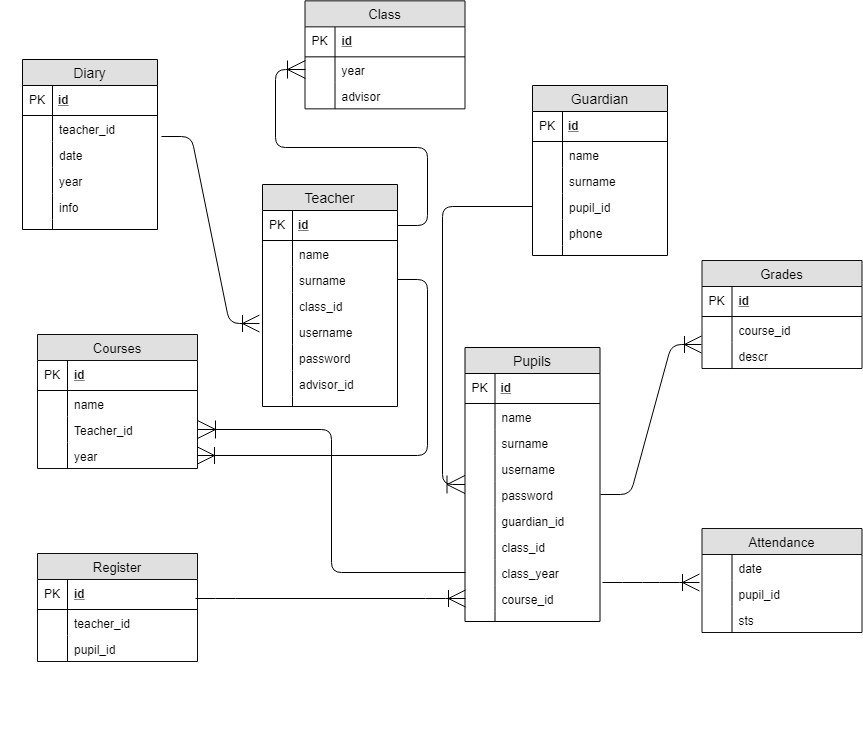 Class
PK id
year
advisor
Diary
PK id
teacher_id
date
year
info
Guardian
PK id
name
surname
pupil_id
phone
Teacher
PK id
name
surname
class_id
username
password
advisor_id
Grades
PK id
course_id
descr
Courses
PK id
name
Teacher_id
year
Pupils
PK id
name
surname
username
password
guardian_id
class_id
class_year
course_id
Attendance
date
pupil_id
sts
Register
PK id
teacher_id
pupil_id